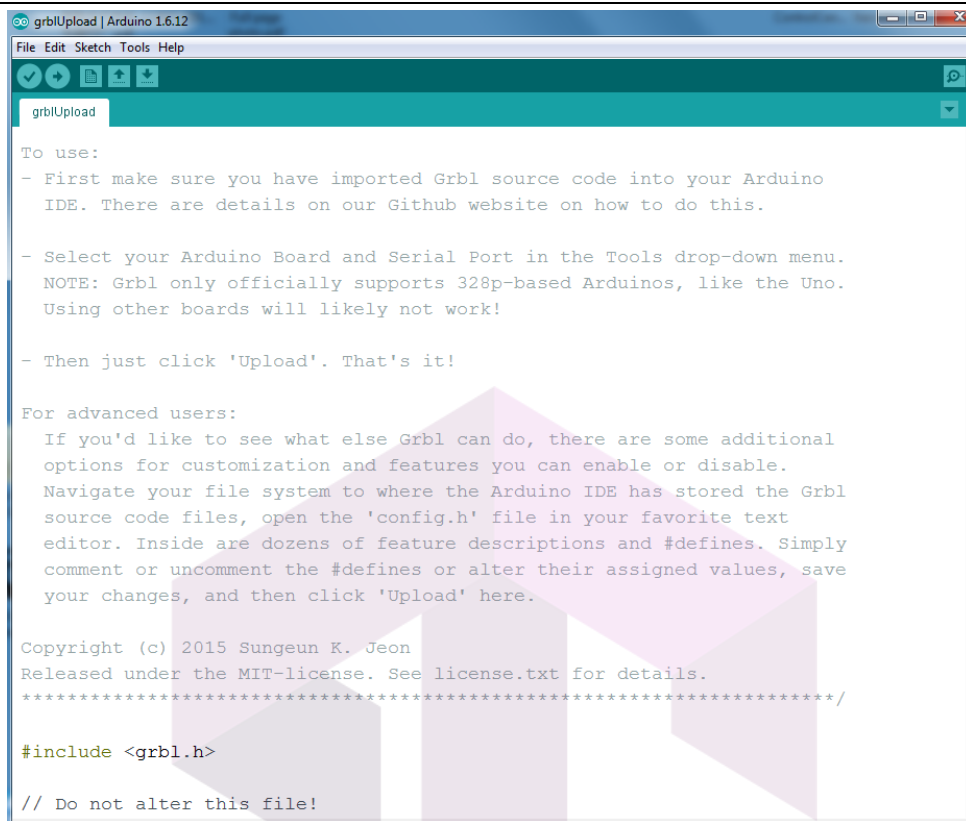 grblUpload | Arduino 1.6.12
File Edit Sketch Tools Help
grblUpload
To use:
- First make sure you have imported Grbl source code into your Arduino
IDE. There are details on our Github website on how to do this.
- Select your Arduino Board and Serial Port in the Tools drop-down menu.
NOTE: Grbl only officially supports 328p-based Arduinos, like the Uno.
Using other boards will likely not work!
- Then just click 'Upload'. That's it!
For advanced users:
If you'd like to see what else Grbl can do, there are some additional
options for customization and features you can enable or disable.
Navigate your file system to where the Arduino IDE has stored the Grbl
source code files, open the 'config.h' file in your favorite text
editor. Inside are dozens of feature descriptions and #defines. Simply
comment or uncomment the #defines or alter their assigned values, save
your changes, and then click 'Upload' here.
Copyright (c) 2015 Sungeun K. Jeon
Released under the MIT-license. See license.txt for details.
***********************************************************************/
#include <grbl.h>
// Do not alter this file!